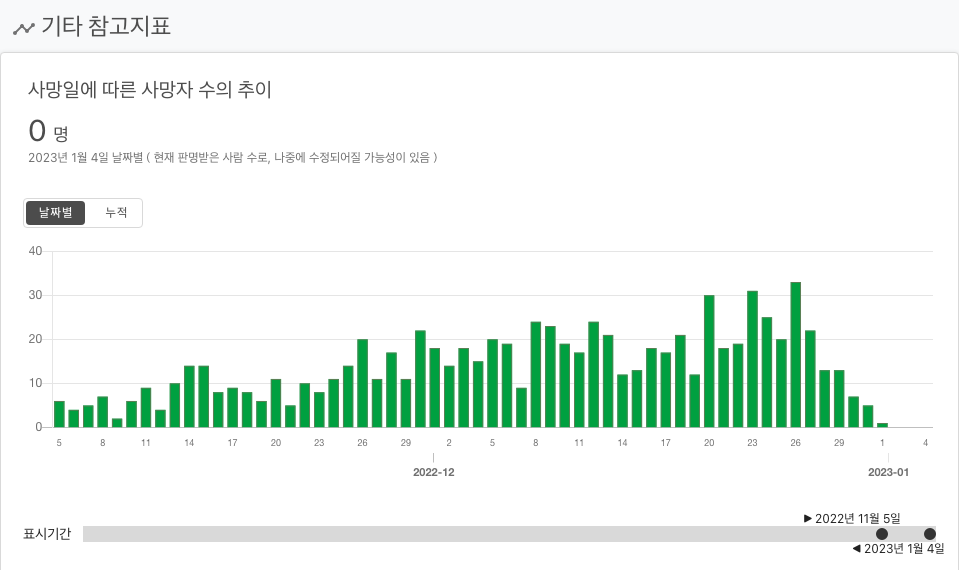 기타 참고지표
사망일에 따른 사망자 수의 추이
0 명
2023년 1월 4일 날짜별 ( 현재 판명받은 사람 수로, 나중에 수정되어질 가능성이 있음 )
날짜별 누적
40
30
20
10
0
5 8 11 14 17 20 23 26 29 2 5 8 11 14 17 20 23 26 29 1 4
2022-12 2023-01
▶ 2022년 11월 5일
표시기간
◀ 2023년 1월 4일